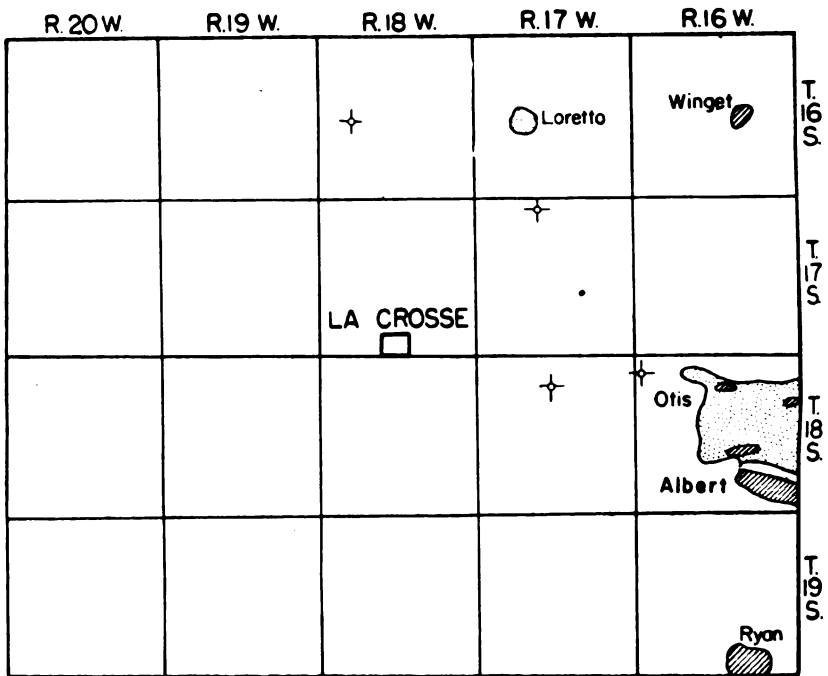 R. 20 W. R. 19 W. R. 18 W. R. 17 W. R. 16 W.
T.
16
S.
Winget
Loretto
T.
17
S.
LA CROSSE
Otis
T.
18
S.
Albert
T.
19
S.
Ryan